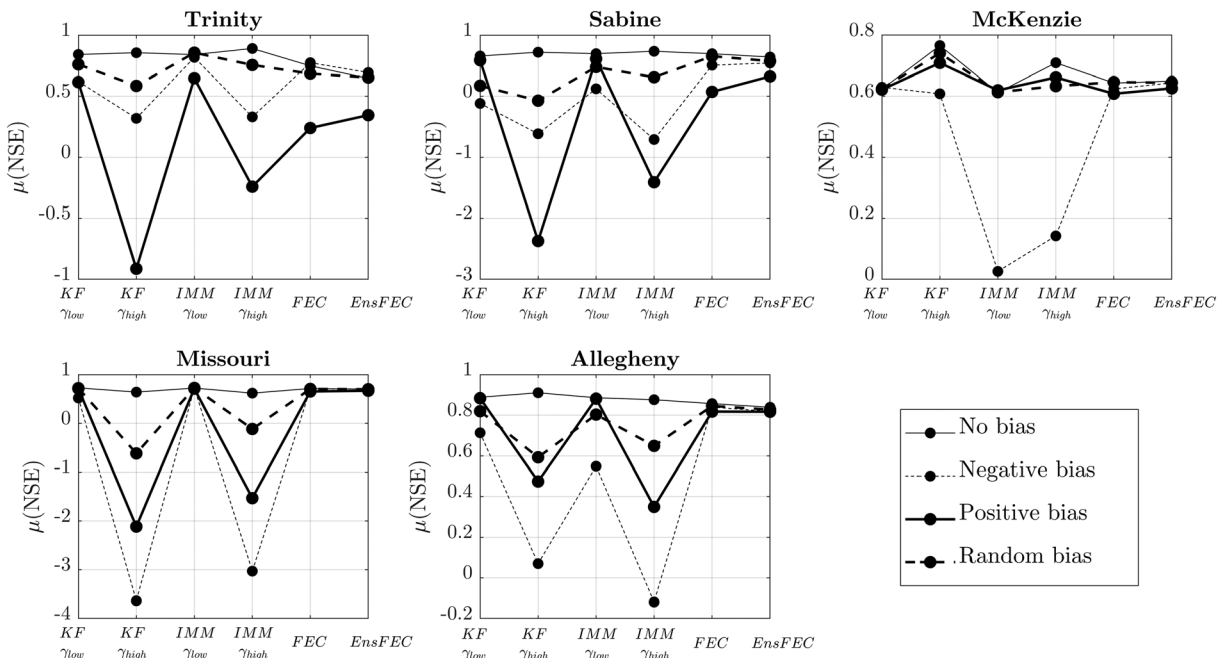 Trinity
1
0.5
0
-0.5
-1
μ(NSE)
KF γlow
KF γhigh
IMM γlow
IMM γhigh
FEC
EnsFEC
Sabine
1
0
-1
-2
-3
μ(NSE)
KF γlow
KF γhigh
IMM γlow
IMM γhigh
FEC
EnsFEC
McKenzie
0.8
0.6
0.4
0.2
0
μ(NSE)
KF γlow
KF γhigh
IMM γlow
IMM γhigh
FEC
EnsFEC
Missouri
1
0
-1
-2
-3
-4
μ(NSE)
KF γlow
KF γhigh
IMM γlow
IMM γhigh
FEC
EnsFEC
Allegheny
1
0.8
0.6
0.4
0.2
0
-0.2
μ(NSE)
KF γlow
KF γhigh
IMM γlow
IMM γhigh
FEC
EnsFEC
No bias
Negative bias
Positive bias
Random bias